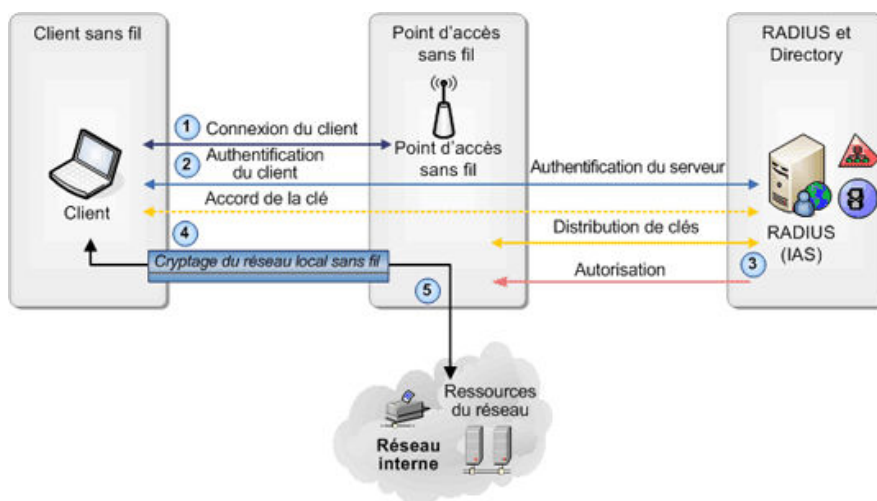 Client sans fil
Point d'accès
sans fil
RADIUS et
Directory
1
Connexion du client
Point d'accès
sans fil
2
Authentification
du client
Authentification du serveur
Client
Accord de la clé
RADIUS
(IAS)
Distribution de clés
4
Cryptage du réseau local sans fil
Autorisation
3
5
Ressources
du réseau
Réseau
interne